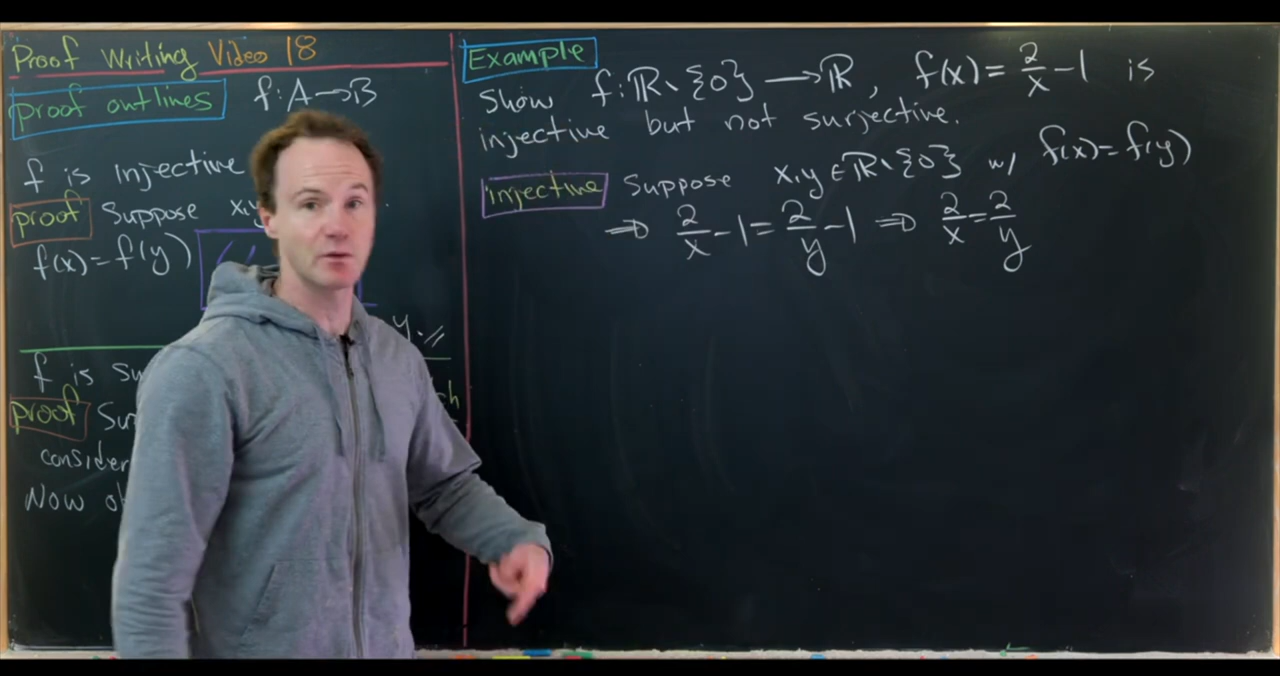 Proof Writing Video 18
proof outlines f: A → B
f is injective
proof Suppose x,y
f(x) = f(y)
y.
f is su
proof Su
consider
Now o
Example
Show f: ℝ∖{0} → ℝ, f(x) = 2/x - 1 is
injective but not surjective.
injective Suppose x,y ∈ ℝ∖{0} w/ f(x) = f(y)
⇒ 2/x - 1 = 2/y - 1 ⇒ 2/x = 2/y